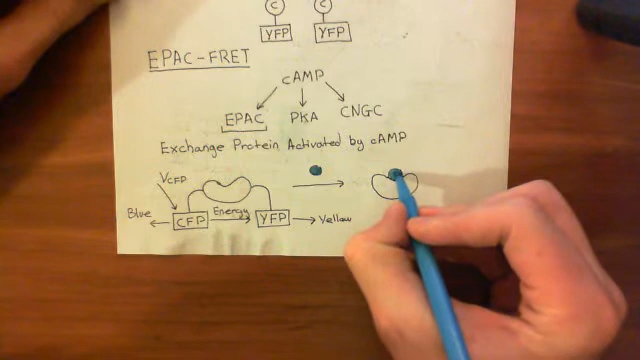 C C
YFP YFP
EPAC-FRET
cAMP
EPAC PKA CNGC
Exchange Protein Activated by cAMP
VCFP
Blue CFP Energy YFP Yellow